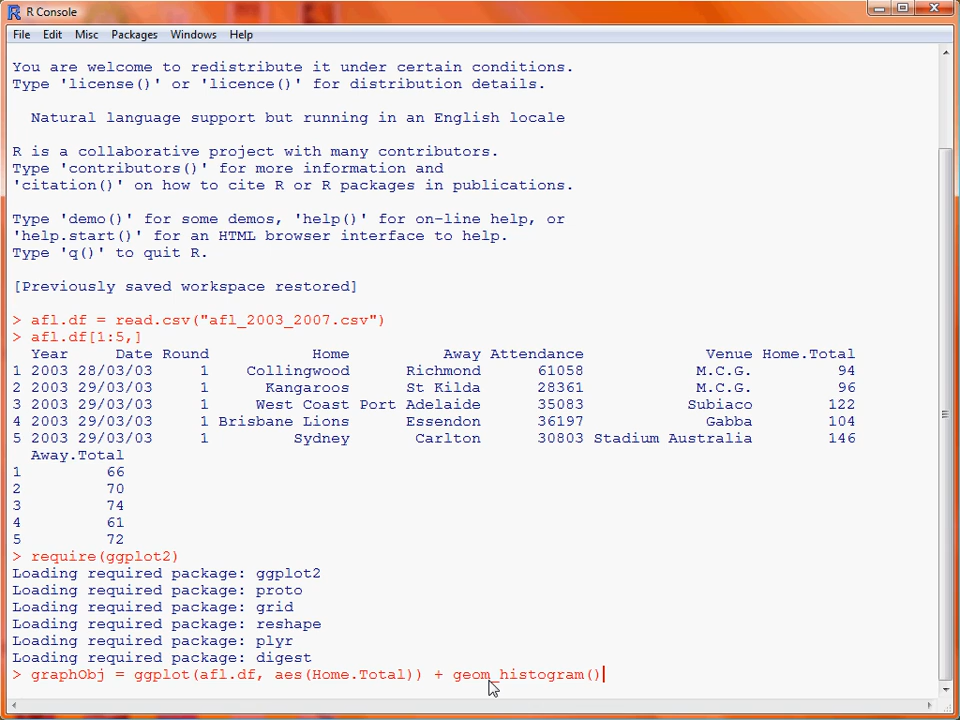 R Console
File Edit Misc Packages Windows Help
You are welcome to redistribute it under certain conditions.
Type 'license()' or 'licence()' for distribution details.
Natural language support but running in an English locale
R is a collaborative project with many contributors.
Type 'contributors()' for more information and
'citation()' on how to cite R or R packages in publications.
Type 'demo()' for some demos, 'help()' for on-line help, or
'help.start()' for an HTML browser interface to help.
Type 'q()' to quit R.
[Previously saved workspace restored]
> afl.df = read.csv("afl_2003_2007.csv")
> afl.df[1:5,]
Year Date Round Home Away Attendance Venue Home.Total
1 2003 28/03/03 1 Collingwood Richmond 61058 M.C.G. 94
2 2003 29/03/03 1 Kangaroos St Kilda 28361 M.C.G. 96
3 2003 29/03/03 1 West Coast Port Adelaide 35083 Subiaco 122
4 2003 29/03/03 1 Brisbane Lions Essendon 36197 Gabba 104
5 2003 29/03/03 1 Sydney Carlton 30803 Stadium Australia 146
Away.Total
1 66
2 70
3 74
4 61
5 72
> require(ggplot2)
Loading required package: ggplot2
Loading required package: proto
Loading required package: grid
Loading required package: reshape
Loading required package: plyr
Loading required package: digest
> graphObj = ggplot(afl.df, aes(Home.Total)) + geom_histogram()